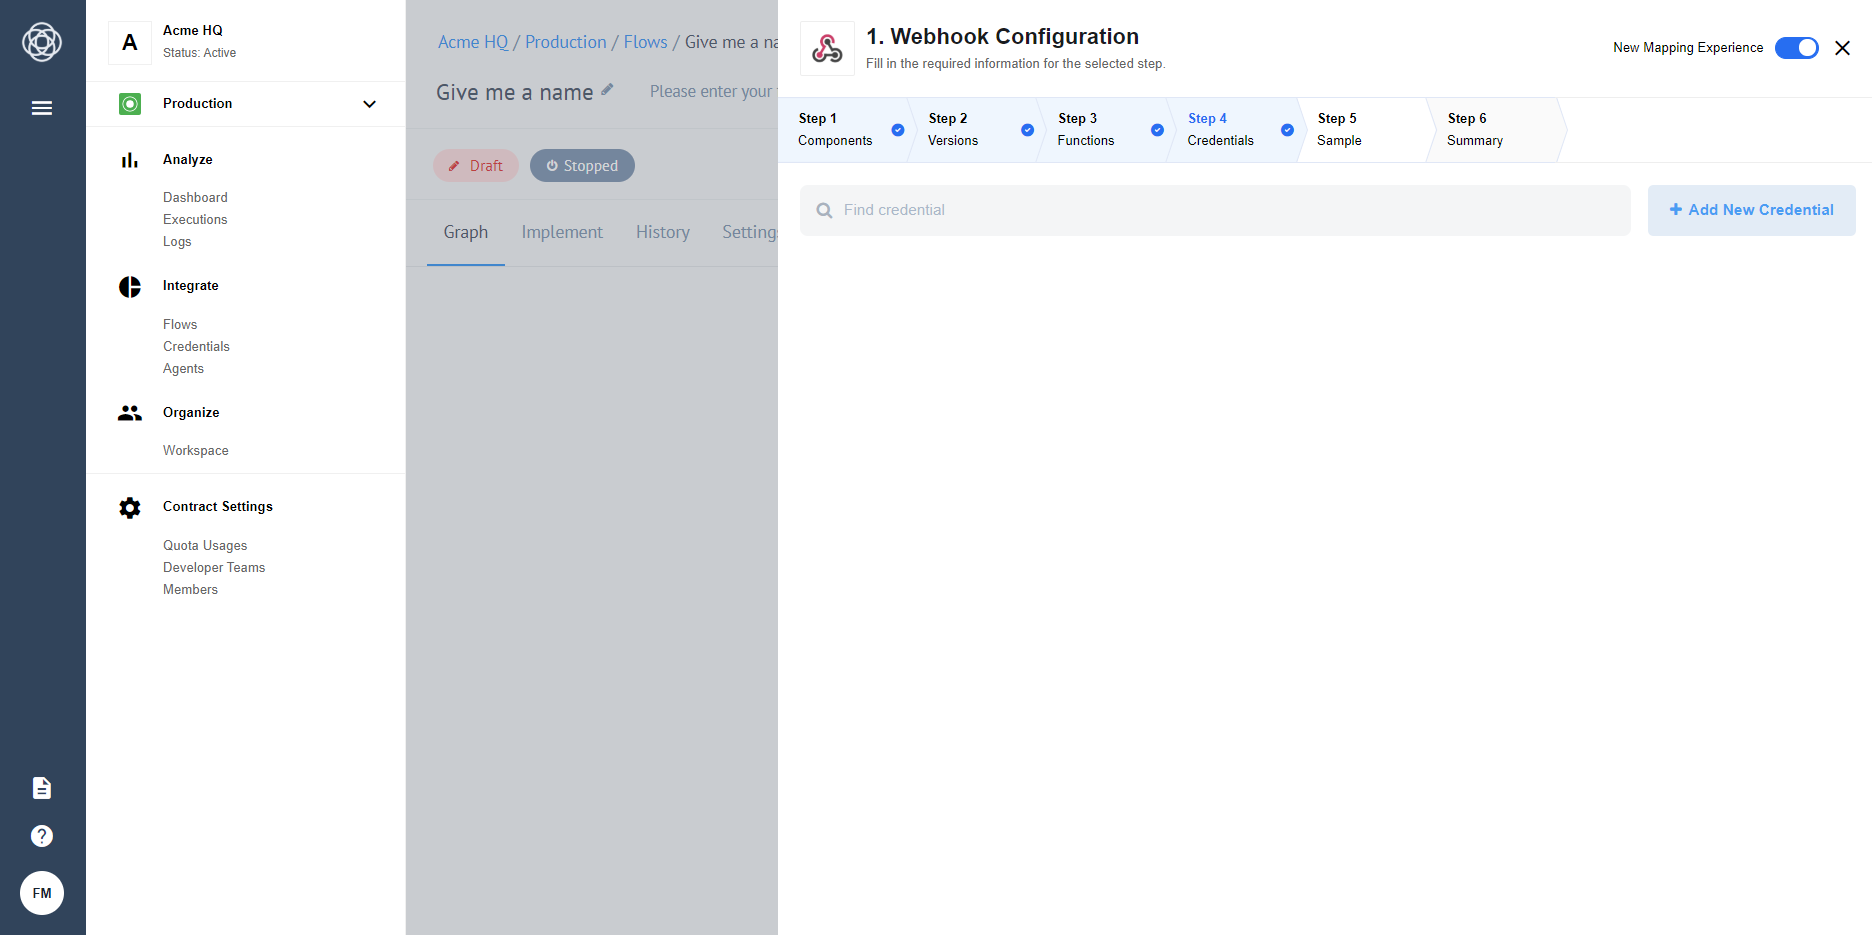 A
Acme HQ
Status: Active
Production
Analyze
Dashboard
Executions
Logs
Integrate
Flows
Credentials
Agents
Organize
Workspace
Contract Settings
Quota Usages
Developer Teams
Members
FM
Acme HQ / Production / Flows / Give me a na
Give me a name
Please enter your
Draft
Stopped
Graph
Implement
History
Settings
1. Webhook Configuration
Fill in the required information for the selected step.
New Mapping Experience
Step 1
Components
Step 2
Versions
Step 3
Functions
Step 4
Credentials
Step 5
Sample
Step 6
Summary
Find credential
Add New Credential